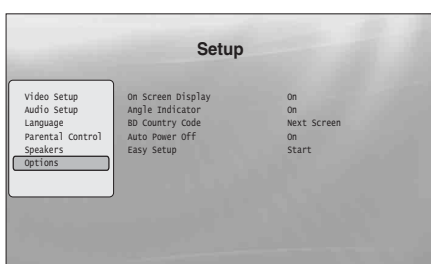 Setup
Video Setup On Screen Display On
Audio Setup Angle Indicator On
Language BD Country Code Next Screen
Parental Control Auto Power Off On
Speakers Easy Setup Start
Options